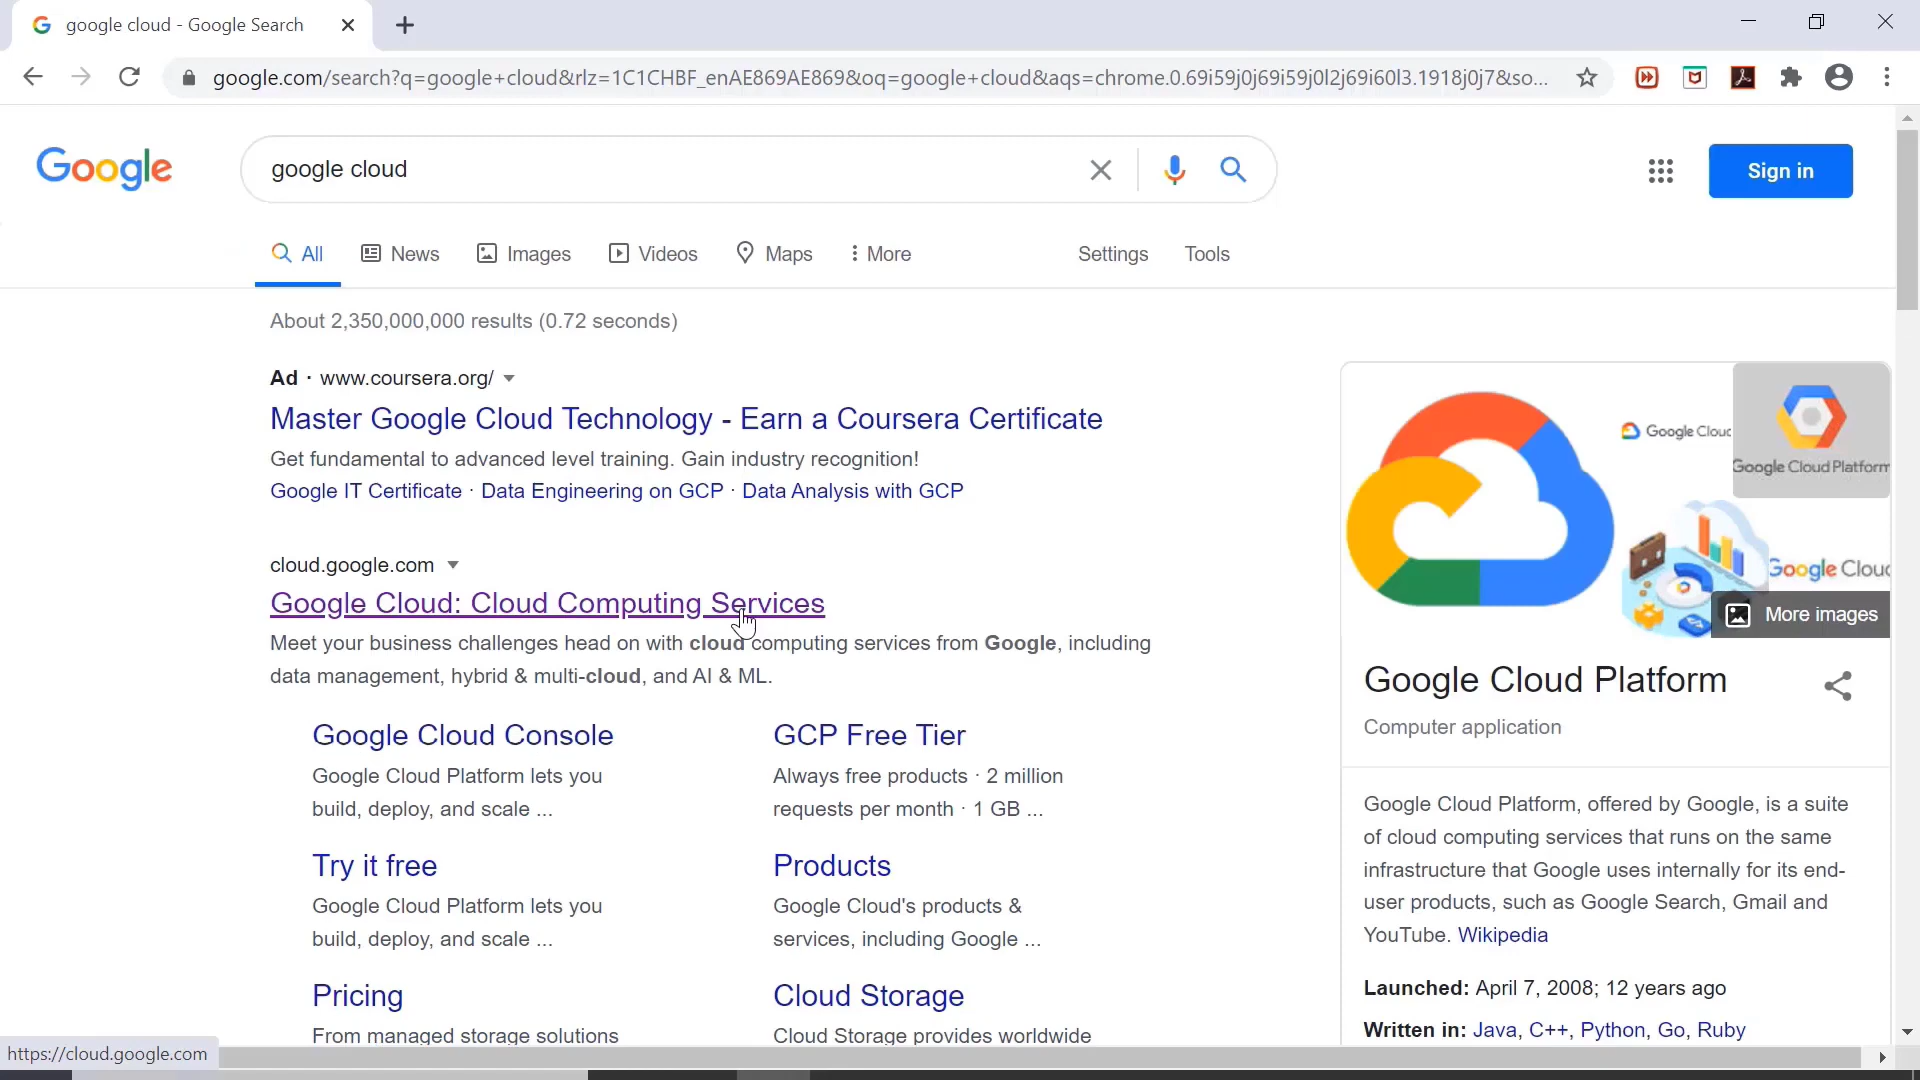 google cloud - Google Search
google.com/search?q=google+cloud&rlz=1C1CHBF_enAE869AE869&oq=google+cloud&aqs=chrome.0.69i59j0j69i59j0l2j69i60l3.1918j0j7&so...
Google
google cloud
Sign in
All
News
Images
Videos
Maps
More
Settings
Tools
About 2,350,000,000 results (0.72 seconds)
Ad · www.coursera.org/
Master Google Cloud Technology - Earn a Coursera Certificate
Get fundamental to advanced level training. Gain industry recognition!
Google IT Certificate · Data Engineering on GCP · Data Analysis with GCP
cloud.google.com
Google Cloud: Cloud Computing Services
Meet your business challenges head on with cloud computing services from Google, including
data management, hybrid & multi-cloud, and AI & ML.
Google Cloud Console
Google Cloud Platform lets you
build, deploy, and scale ...
GCP Free Tier
Always free products · 2 million
requests per month · 1 GB ...
Try it free
Google Cloud Platform lets you
build, deploy, and scale ...
Products
Google Cloud's products &
services, including Google ...
Pricing
From managed storage solutions
Cloud Storage
Cloud Storage provides worldwide
Google Cloud
Google Cloud Platform
Google Cloud
More images
Google Cloud Platform
Computer application
Google Cloud Platform, offered by Google, is a suite
of cloud computing services that runs on the same
infrastructure that Google uses internally for its end-
user products, such as Google Search, Gmail and
YouTube. Wikipedia
Launched: April 7, 2008; 12 years ago
Written in: Java, C++, Python, Go, Ruby
https://cloud.google.com